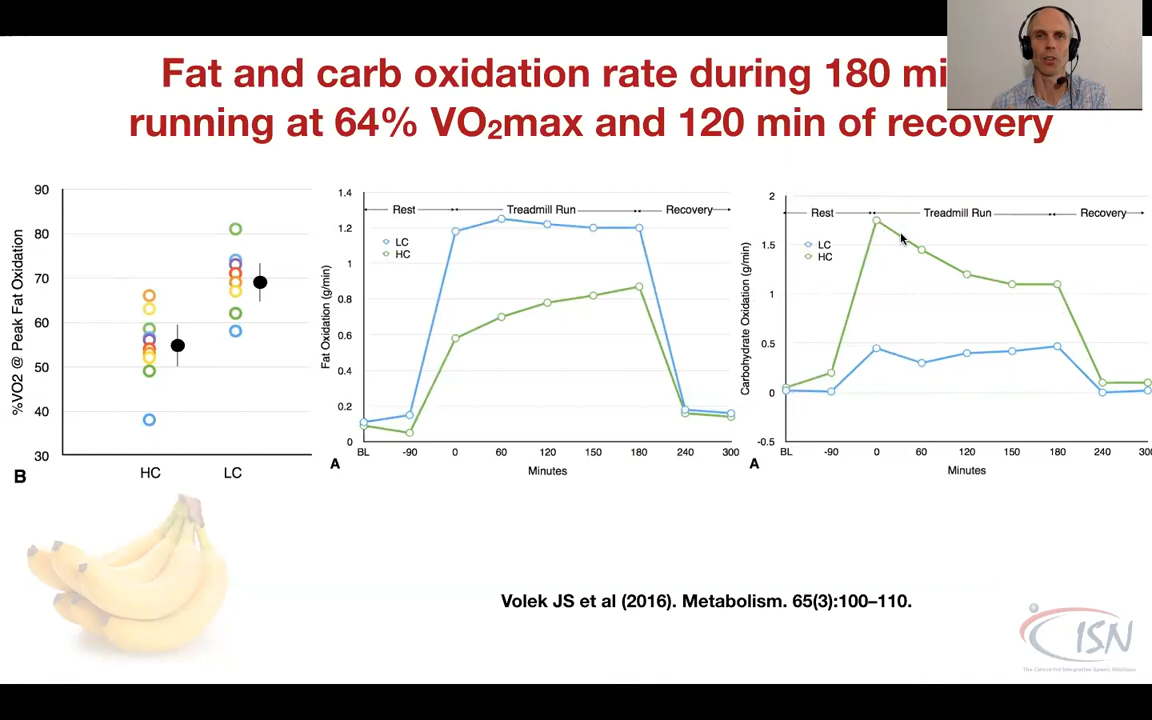 Fat and carb oxidation rate during 180 mi
running at 64% VO₂max and 120 min of recovery
%VO2 @ Peak Fat Oxidation
90
80
70
60
50
40
30
HC
LC
B
Fat Oxidation (g/min)
1.4
1.2
1
0.8
0.6
0.4
0.2
0
Rest
Treadmill Run
Recovery
LC
HC
BL
-90
0
60
120
150
180
240
300
A
Minutes
Carbohydrate Oxidation (g/min)
2
1.5
1
0.5
0
-0.5
Rest
Treadmill Run
Recovery
LC
HC
BL
-90
0
60
120
150
180
240
300
A
Minutes
Volek JS et al (2016). Metabolism. 65(3):100–110.
CISN
The Centre for Integrative Sports Nutrition